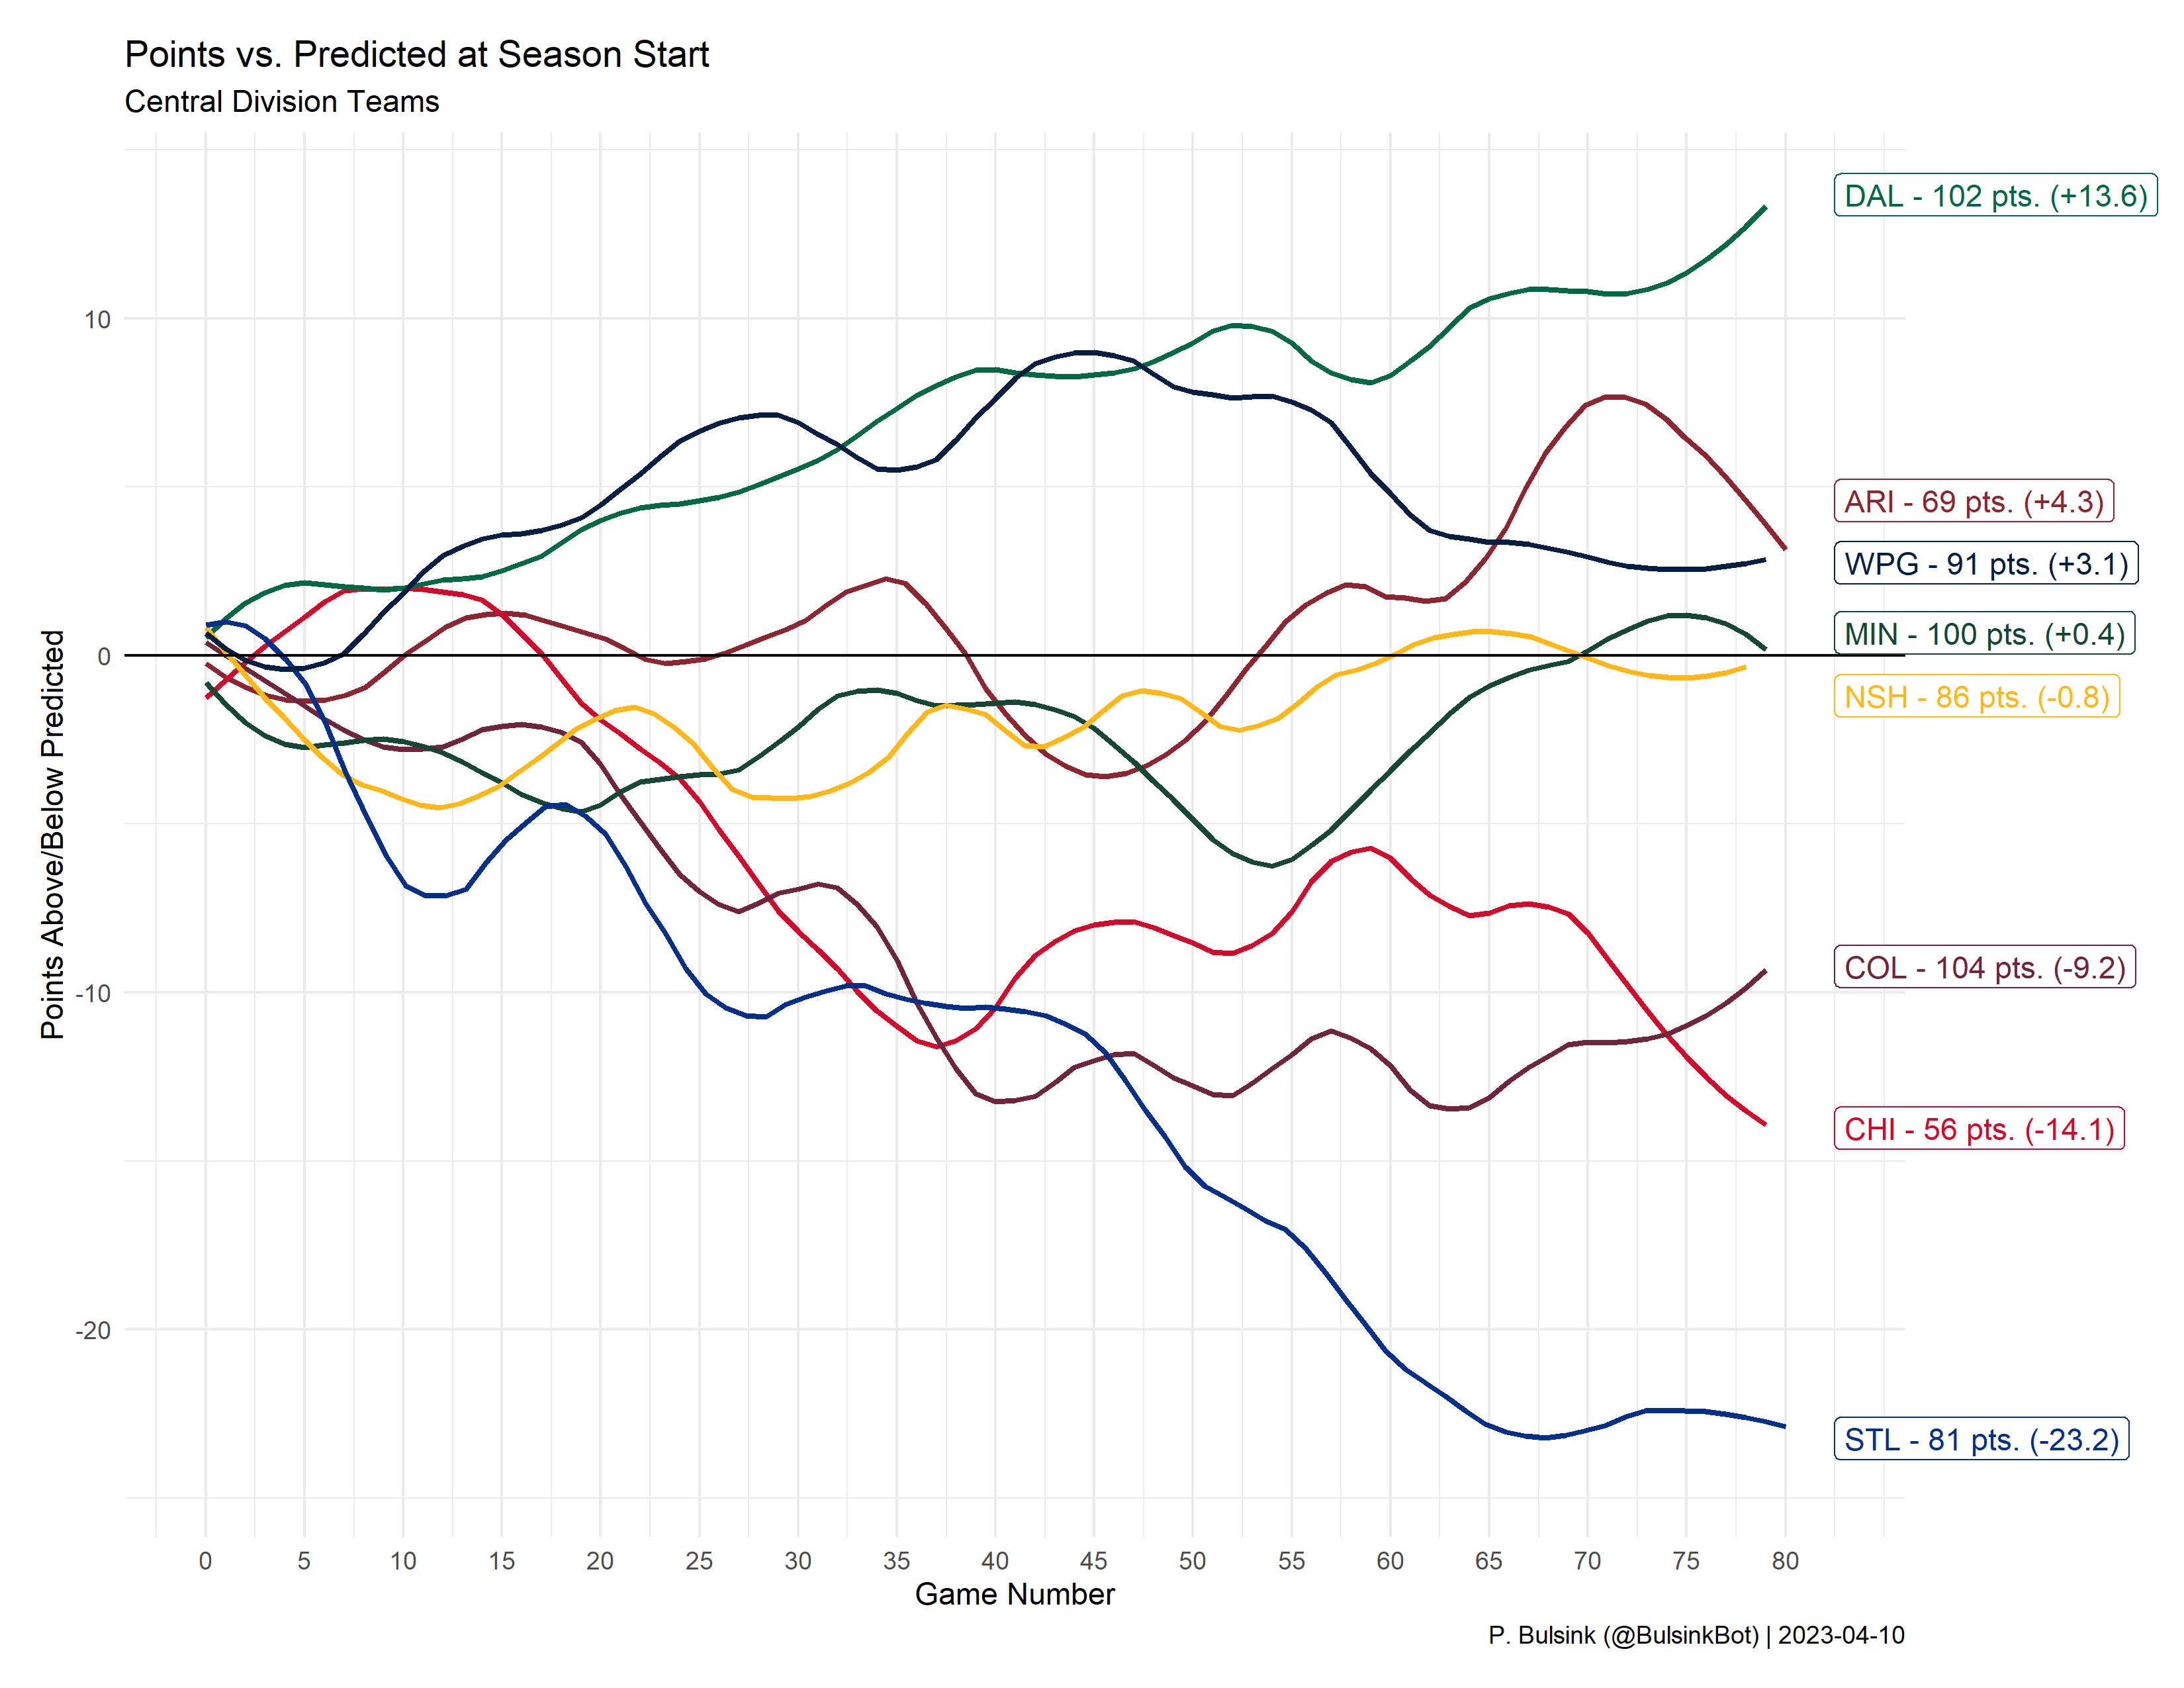 Points vs. Predicted at Season Start
Central Division Teams
Points Above/Below Predicted
10
0
-10
-20
DAL - 102 pts. (+13.6)
ARI - 69 pts. (+4.3)
WPG - 91 pts. (+3.1)
MIN - 100 pts. (+0.4)
NSH - 86 pts. (-0.8)
COL - 104 pts. (-9.2)
CHI - 56 pts. (-14.1)
STL - 81 pts. (-23.2)
0 5 10 15 20 25 30 35 40 45 50 55 60 65 70 75 80
Game Number
P. Bulsink (@BulsinkBot) | 2023-04-10